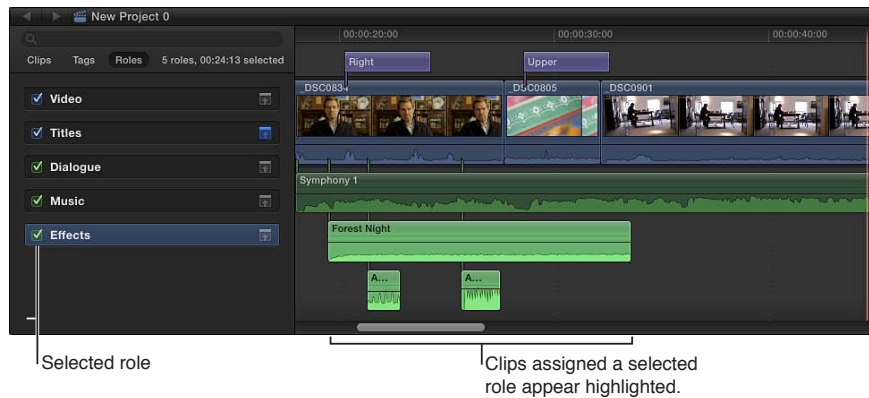 New Project 0
00:00:20:00 00:00:30:00 00:00:40:00
Clips Tags Roles 5 roles, 00:24:13 selected
Right Upper
Video
_DSC0834 _DSC0805 _DSC0901
Titles
Dialogue
Symphony 1
Music
Effects
Forest Night
A... A...
Selected role
Clips assigned a selected
role appear highlighted.